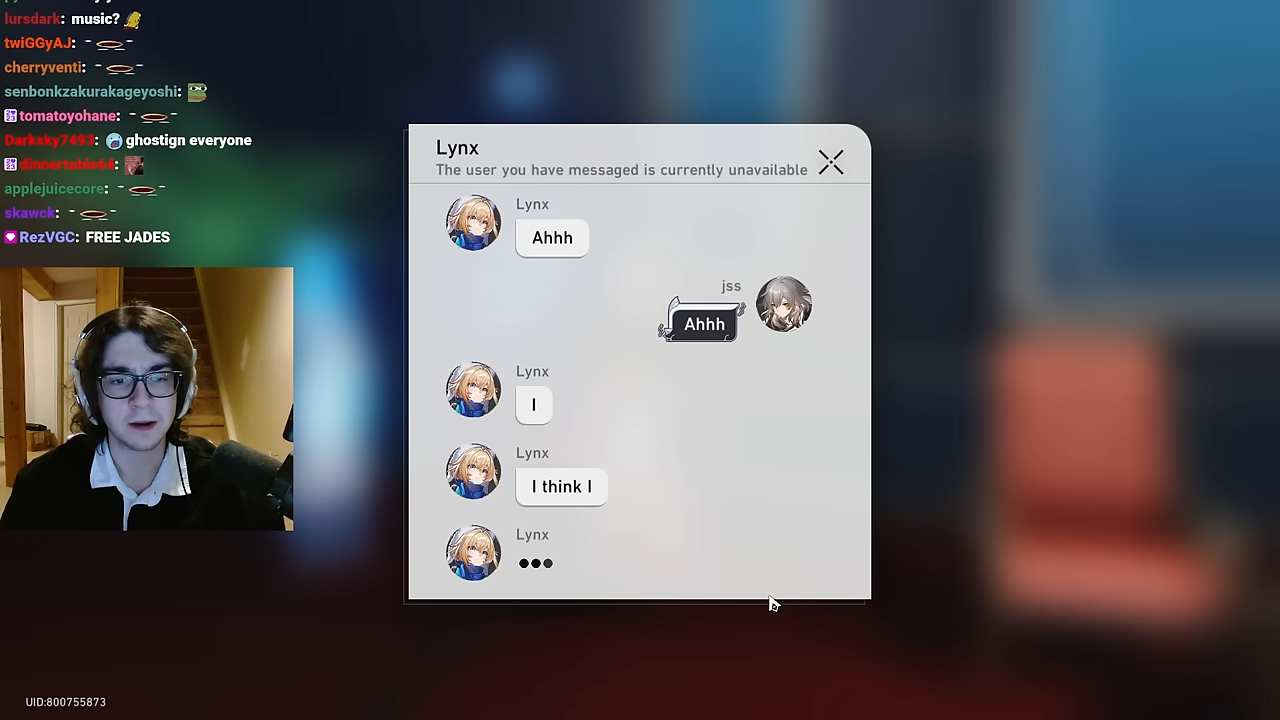 lursdark: music?
twiGGyAJ:
cherryventi:
senbonkzakurakageyoshi:
tomatoyohane:
Darksky7493: ghostign everyone
dinnertable64:
applejuicecore:
skawck:
RezVGC: FREE JADES
Lynx
The user you have messaged is currently unavailable
Lynx
Ahhh
jss
Ahhh
Lynx
I
Lynx
I think I
Lynx
UID:800755873